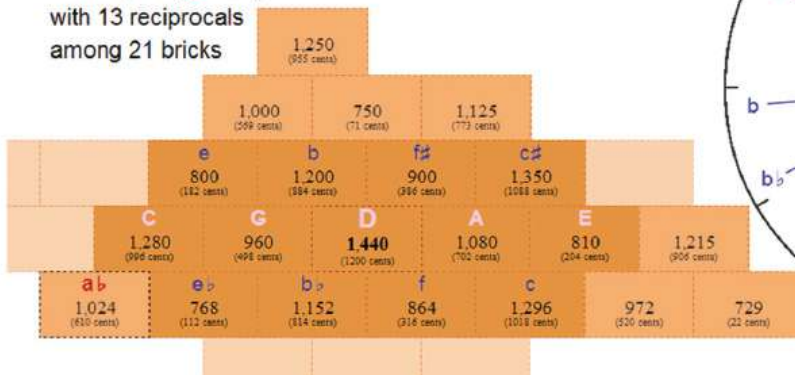 with 13 reciprocals
among 21 bricks
1,250
(955 cents)
1,000 750 1,125
(569 cents) (71 cents) (773 cents)
e b f♯ c♯
800 1,200 900 1,350
(182 cents) (884 cents) (386 cents) (1088 cents)
C G D A E
1,280 960 1,440 1,080 810 1,215
(996 cents) (498 cents) (1200 cents) (702 cents) (204 cents) (906 cents)
a♭ e♭ b♭ f c
1,024 768 1,152 864 1,296 972 729
(610 cents) (112 cents) (814 cents) (316 cents) (1018 cents) (520 cents) (22 cents)
b
b♭